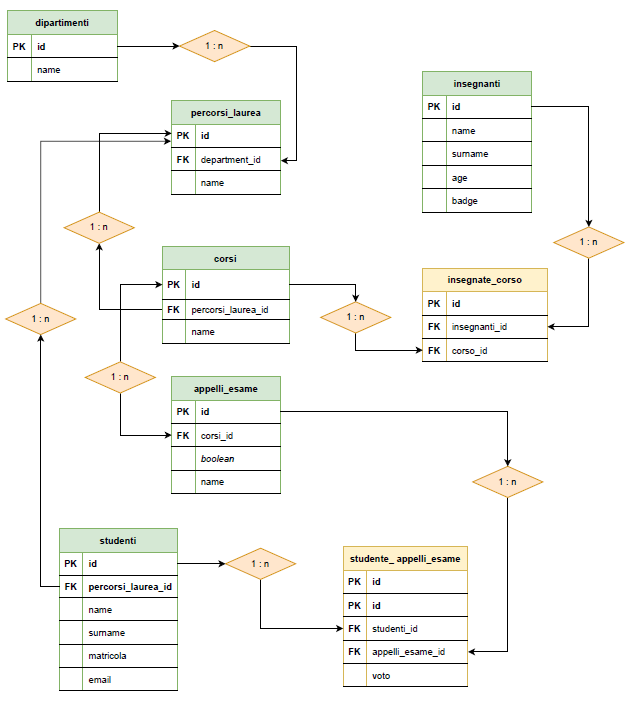 dipartimenti
PK id
name
1 : n
percorsi_laurea
PK id
FK department_id
name
insegnanti
PK id
name
surname
age
badge
1 : n
1 : n
corsi
PK id
FK percorsi_laurea_id
name
insegnate_corso
PK id
FK insegnanti_id
FK corso_id
1 : n
1 : n
1 : n
appelli_esame
PK id
FK corsi_id
boolean
name
1 : n
studenti
PK id
FK percorsi_laurea_id
name
surname
matricola
email
1 : n
studente_ appelli_esame
PK id
PK id
FK studenti_id
FK appelli_esame_id
voto